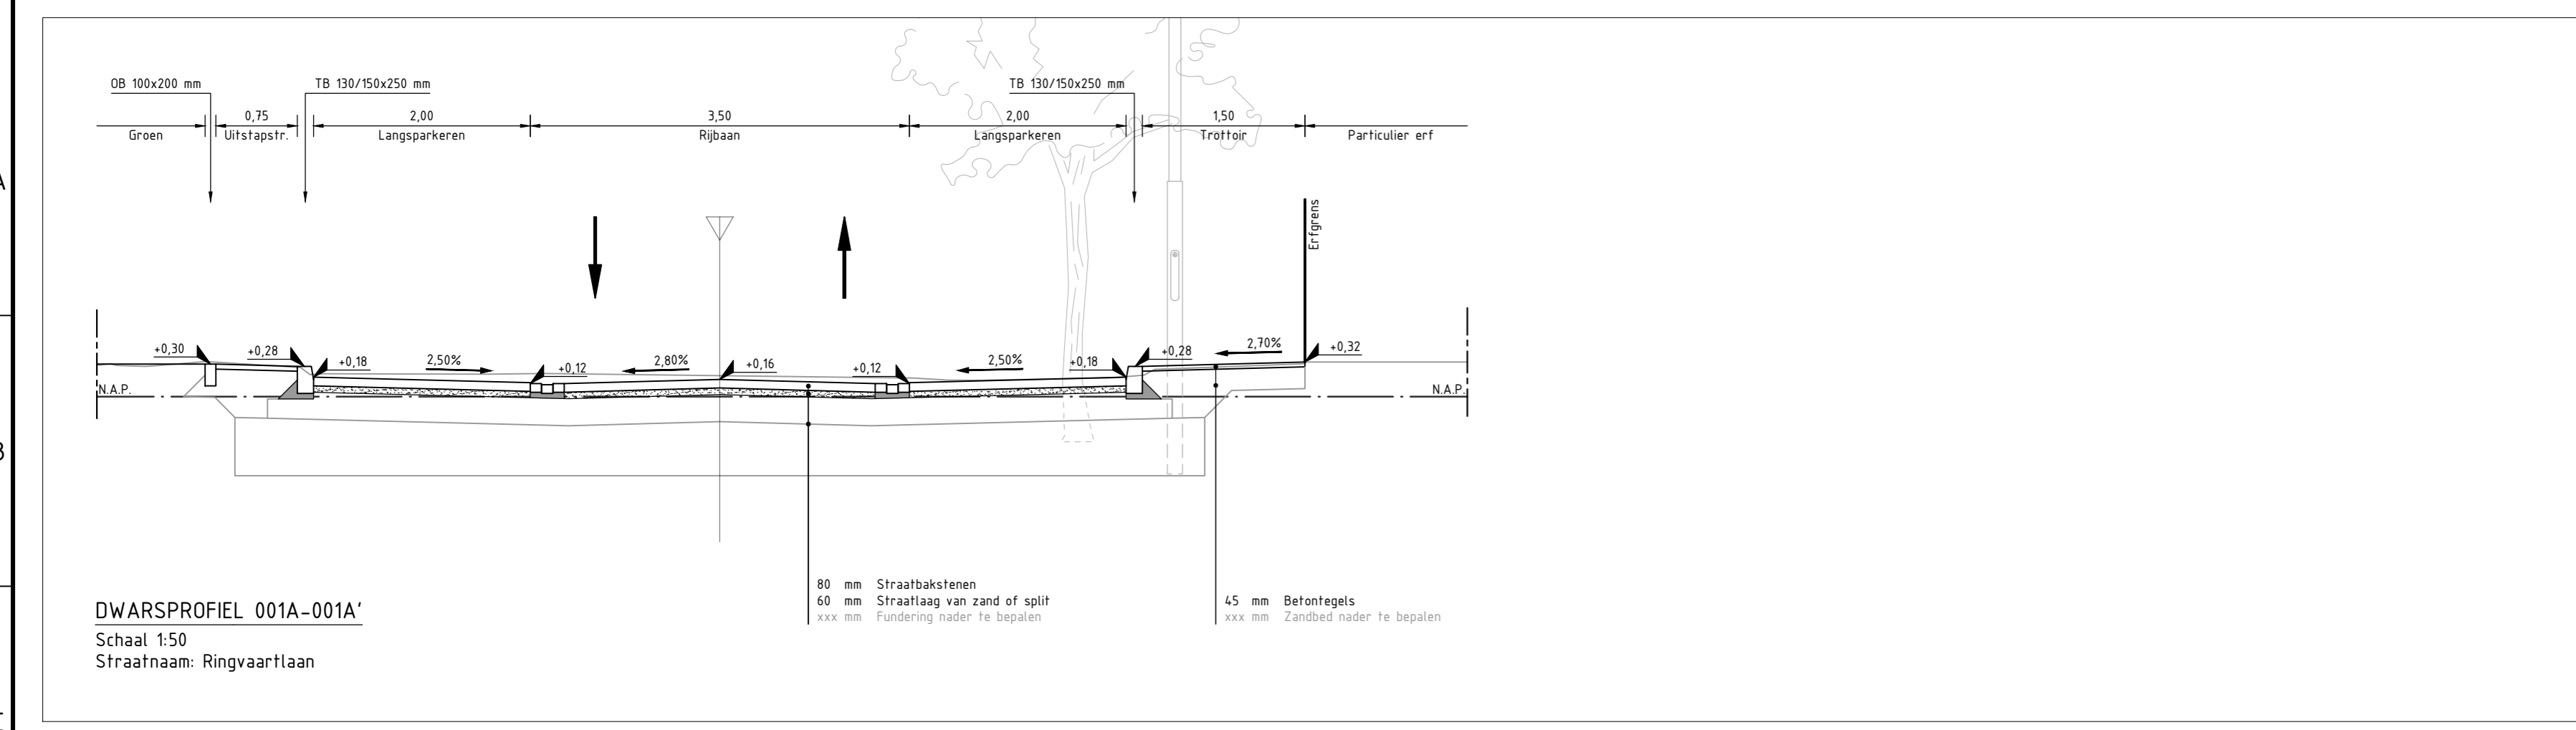 OB 100x200 mm
TB 130/150x250 mm
TB 130/150x250 mm
0,75
2,00
3,50
2,00
1,50
Groen
Uitstapstr.
Langsparkeren
Rijbaan
Langsparkeren
Trottoir
Particulier erf
A
Erfgrens
+0,30
+0,28
+0,18
2,50%
+0,12
2,80%
+0,16
+0,12
2,50%
+0,18
+0,28
2,70%
+0,32
N.A.P.
N.A.P.
80 mm Straatbakstenen
60 mm Straatlaag van zand of split
xxx mm Fundering nader te bepalen
45 mm Betontegels
xxx mm Zandbed nader te bepalen
DWARSPROFIEL 001A-001A'
Schaal 1:50
Straatnaam: Ringvaartlaan